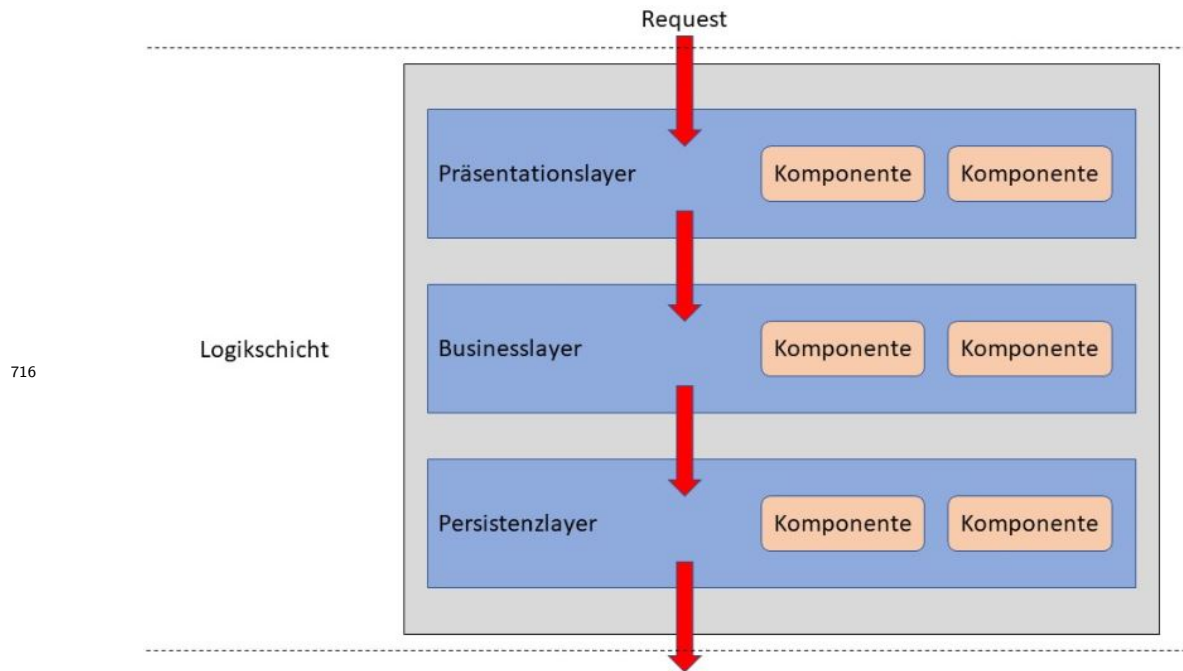 Request
Präsentationslayer Komponente Komponente
Logikschicht Businesslayer Komponente Komponente
716
Persistenzlayer Komponente Komponente